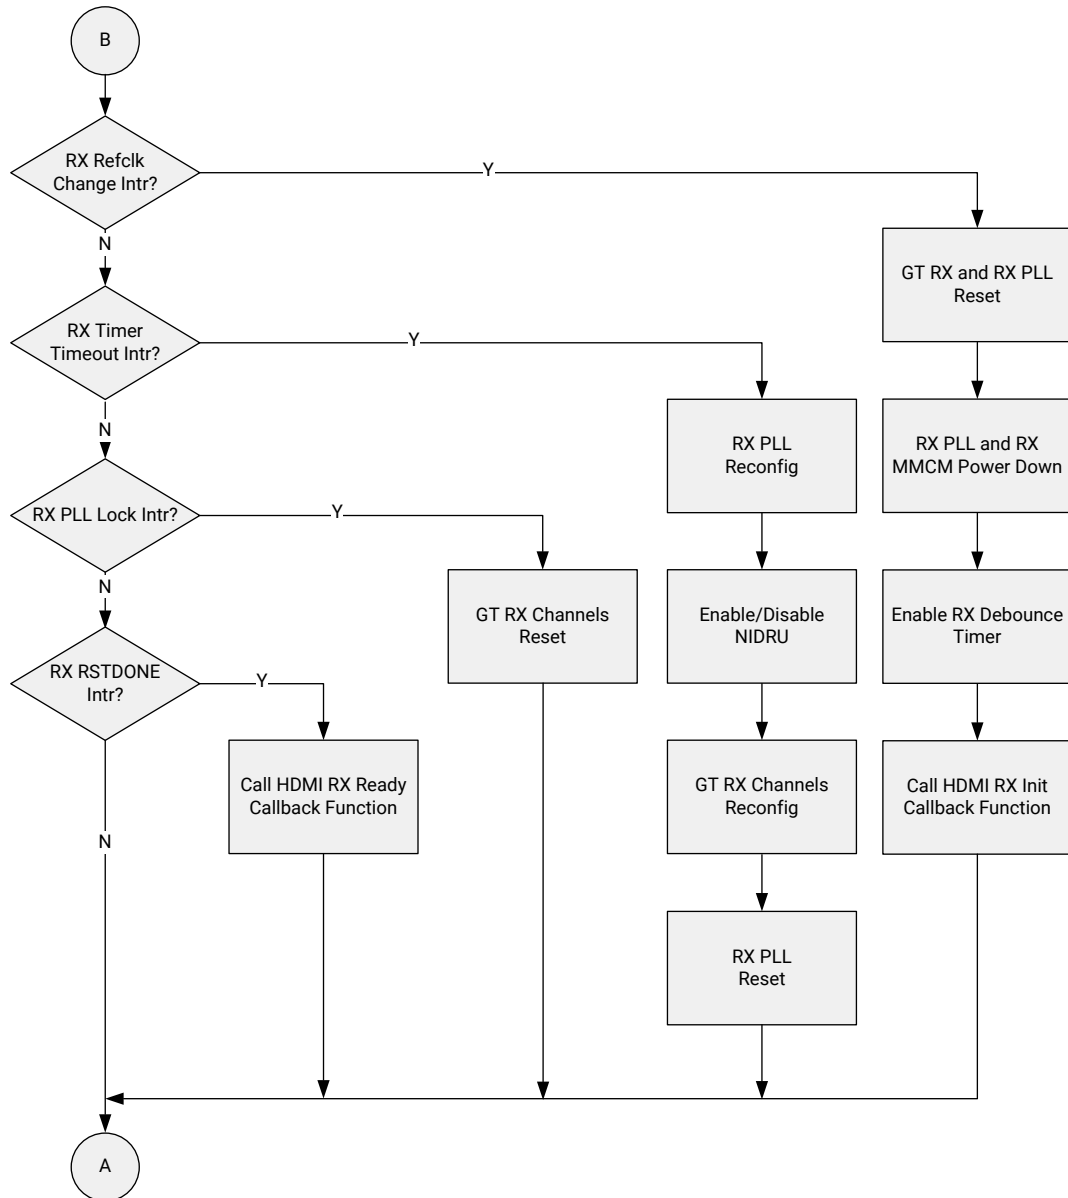 B
RX Refclk
Change Intr?
Y
N
GT RX and RX PLL
Reset
RX Timer
Timeout Intr?
Y
N
RX PLL
Reconfig
RX PLL and RX
MMCM Power Down
RX PLL Lock Intr?
Y
N
GT RX Channels
Reset
Enable/Disable
NIDRU
Enable RX Debounce
Timer
RX RSTDONE
Intr?
Y
N
Call HDMI RX Ready
Callback Function
GT RX Channels
Reconfig
Call HDMI RX Init
Callback Function
RX PLL
Reset
A